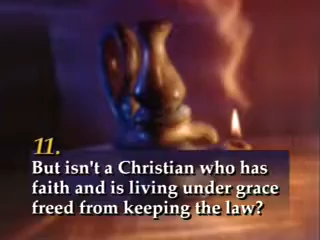 11.
But isn't a Christian who has
faith and is living under grace
freed from keeping the law?